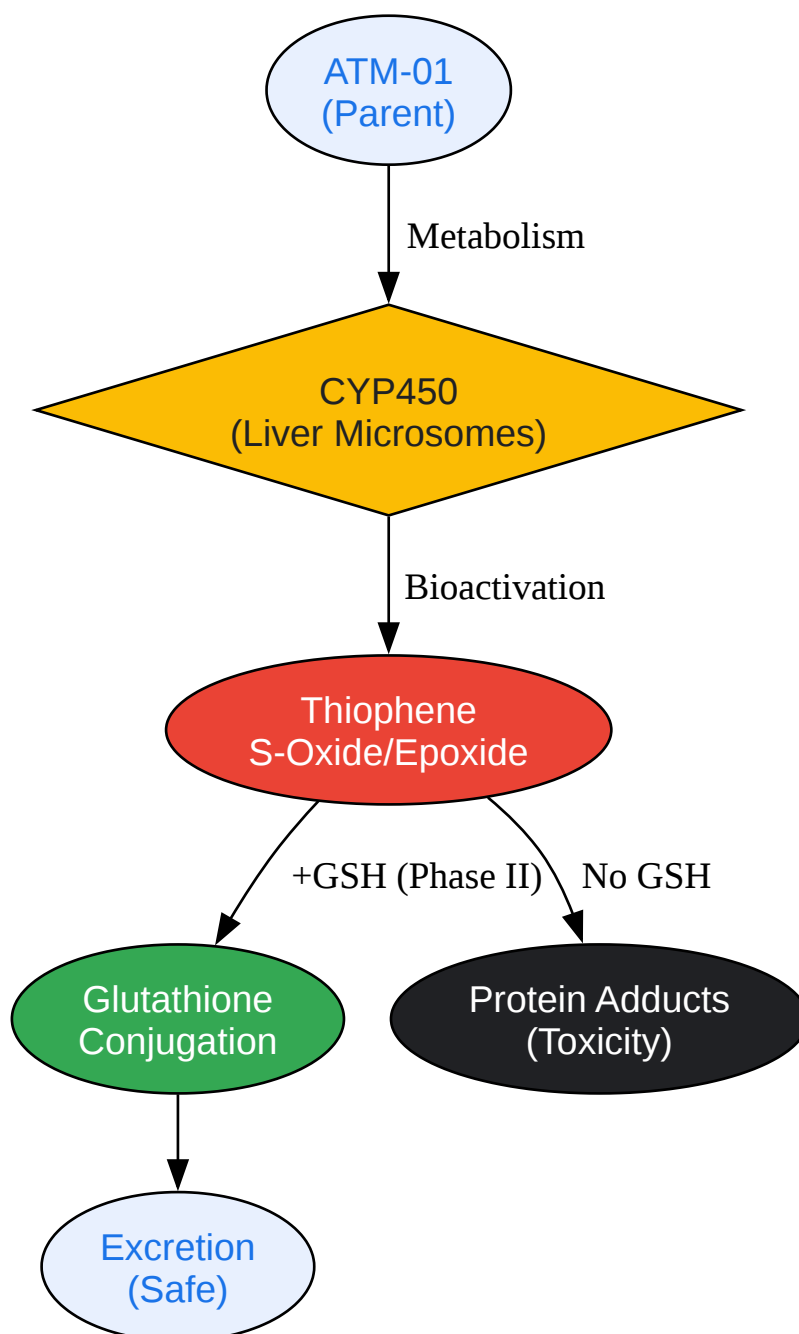 ATM-01
(Parent)
Metabolism
CYP450
(Liver Microsomes)
Bioactivation
Thiophene
S-Oxide/Epoxide
+GSH (Phase II)
No GSH
Glutathione
Conjugation
Protein Adducts
(Toxicity)
Excretion
(Safe)